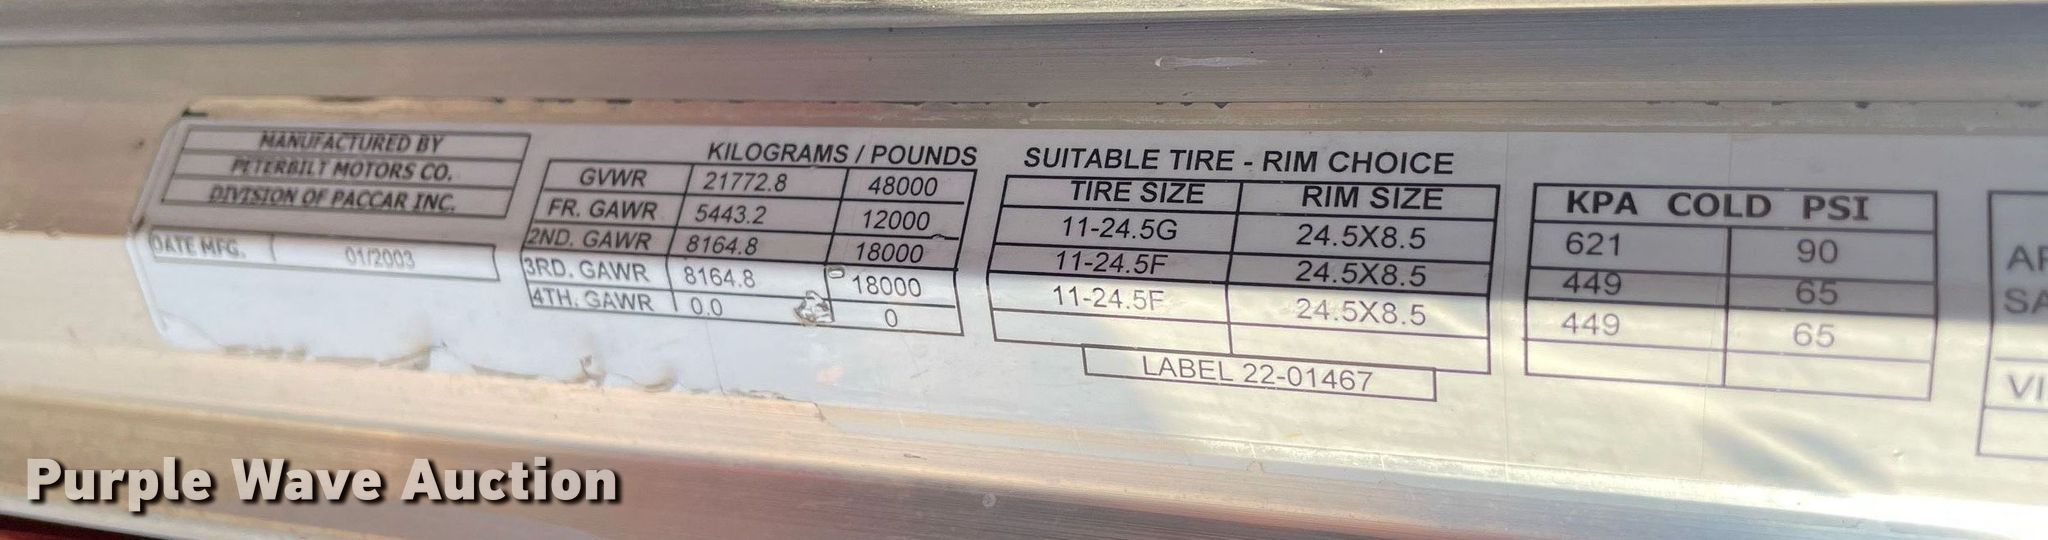 MANUFACTURED BY
PETERBILT MOTORS CO.
DIVISION OF PACCAR INC.
DATE MFG. 01/2003
KILOGRAMS / POUNDS
GVWR 21772.8 48000
FR. GAWR 5443.2 12000
2ND. GAWR 8164.8 18000
3RD. GAWR 8164.8 18000
4TH. GAWR 0.0 0
SUITABLE TIRE - RIM CHOICE
TIRE SIZE RIM SIZE
11-24.5G 24.5X8.5
11-24.5F 24.5X8.5
11-24.5F 24.5X8.5
LABEL 22-01467
KPA COLD PSI
621 90
449 65
449 65
Purple Wave Auction